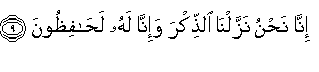 إِنَّا نَحْنُ نَزَّلْنَا ٱلذِّكْرَ وَإِنَّا لَهُۥ لَحَـٰفِظُونَ ۝٩